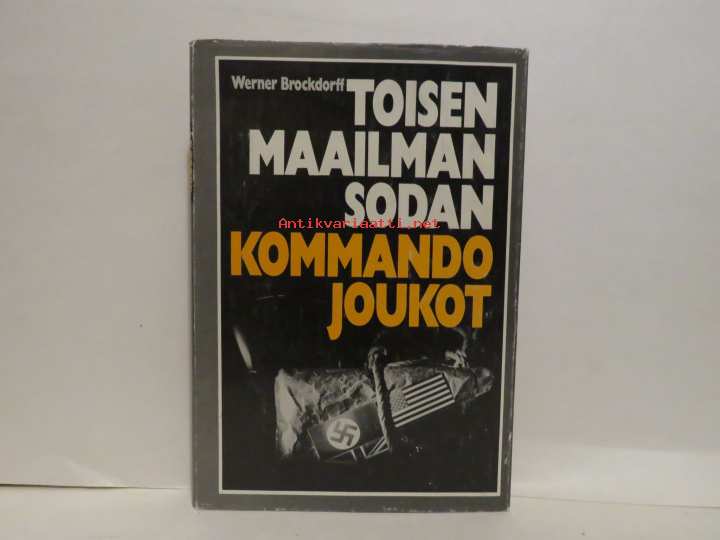 Werner Brockdorff
TOISEN
MAAILMAN
SODAN
Antikvariaatti.net
KOMMANDO
JOUKOT